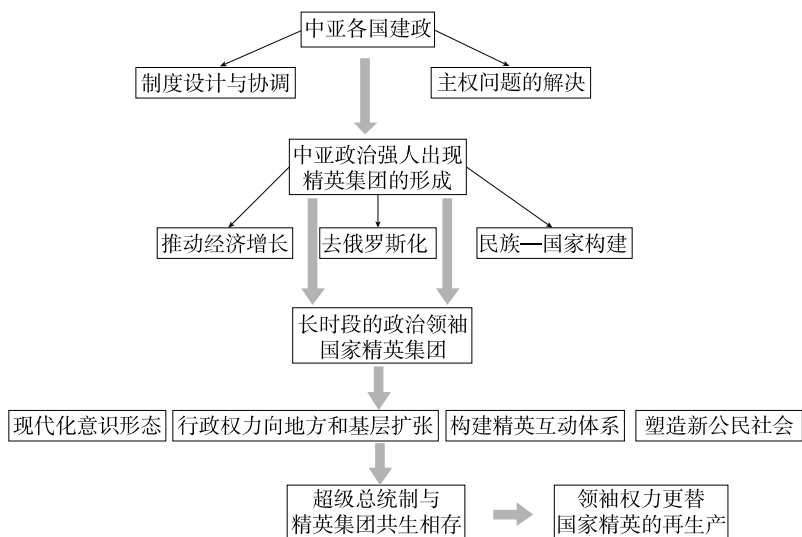 中亚各国建政
制度设计与协调
主权问题的解决
中亚政治强人出现
精英集团的形成
推动经济增长
去俄罗斯化
民族—国家构建
长时段的政治领袖
国家精英集团
现代化意识形态
行政权力向地方和基层扩张
构建精英互动体系
塑造新公民社会
超级总统制与
精英集团共生相存
领袖权力更替
国家精英的再生产